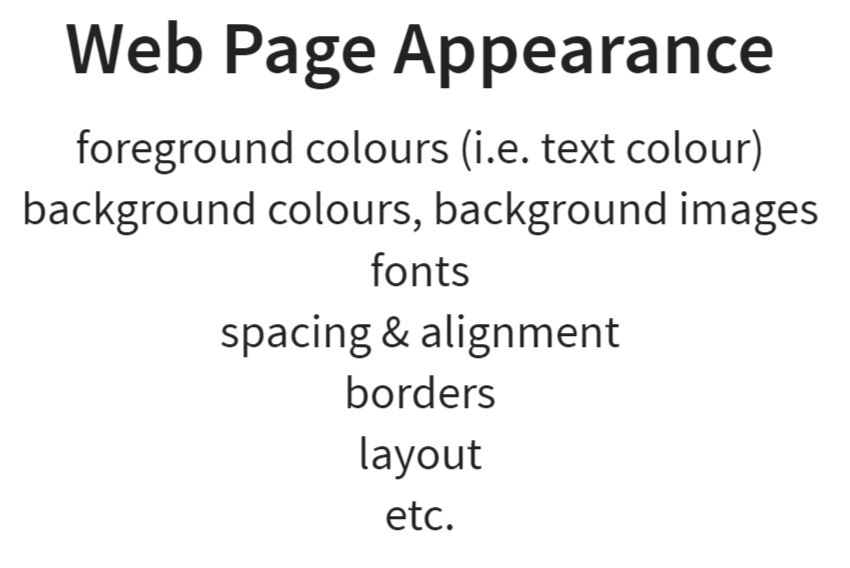 Web Page Appearance
foreground colours (i.e. text colour)
background colours, background images
fonts
spacing & alignment
borders
layout
etc.